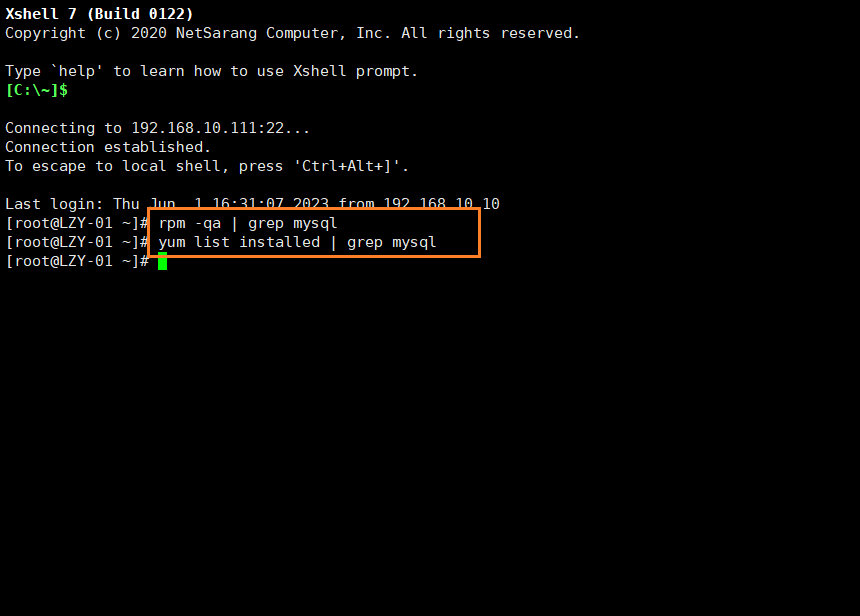 Xshell 7 (Build 0122)
Copyright (c) 2020 NetSarang Computer, Inc. All rights reserved.
Type `help' to learn how to use Xshell prompt.
[C:\~]$
Connecting to 192.168.10.111:22...
Connection established.
To escape to local shell, press 'Ctrl+Alt+]'.
Last login: Thu Jun  1 16:31:07 2023 from 192.168.10.10
[root@LZY-01 ~]# rpm -qa | grep mysql
[root@LZY-01 ~]# yum list installed | grep mysql
[root@LZY-01 ~]#